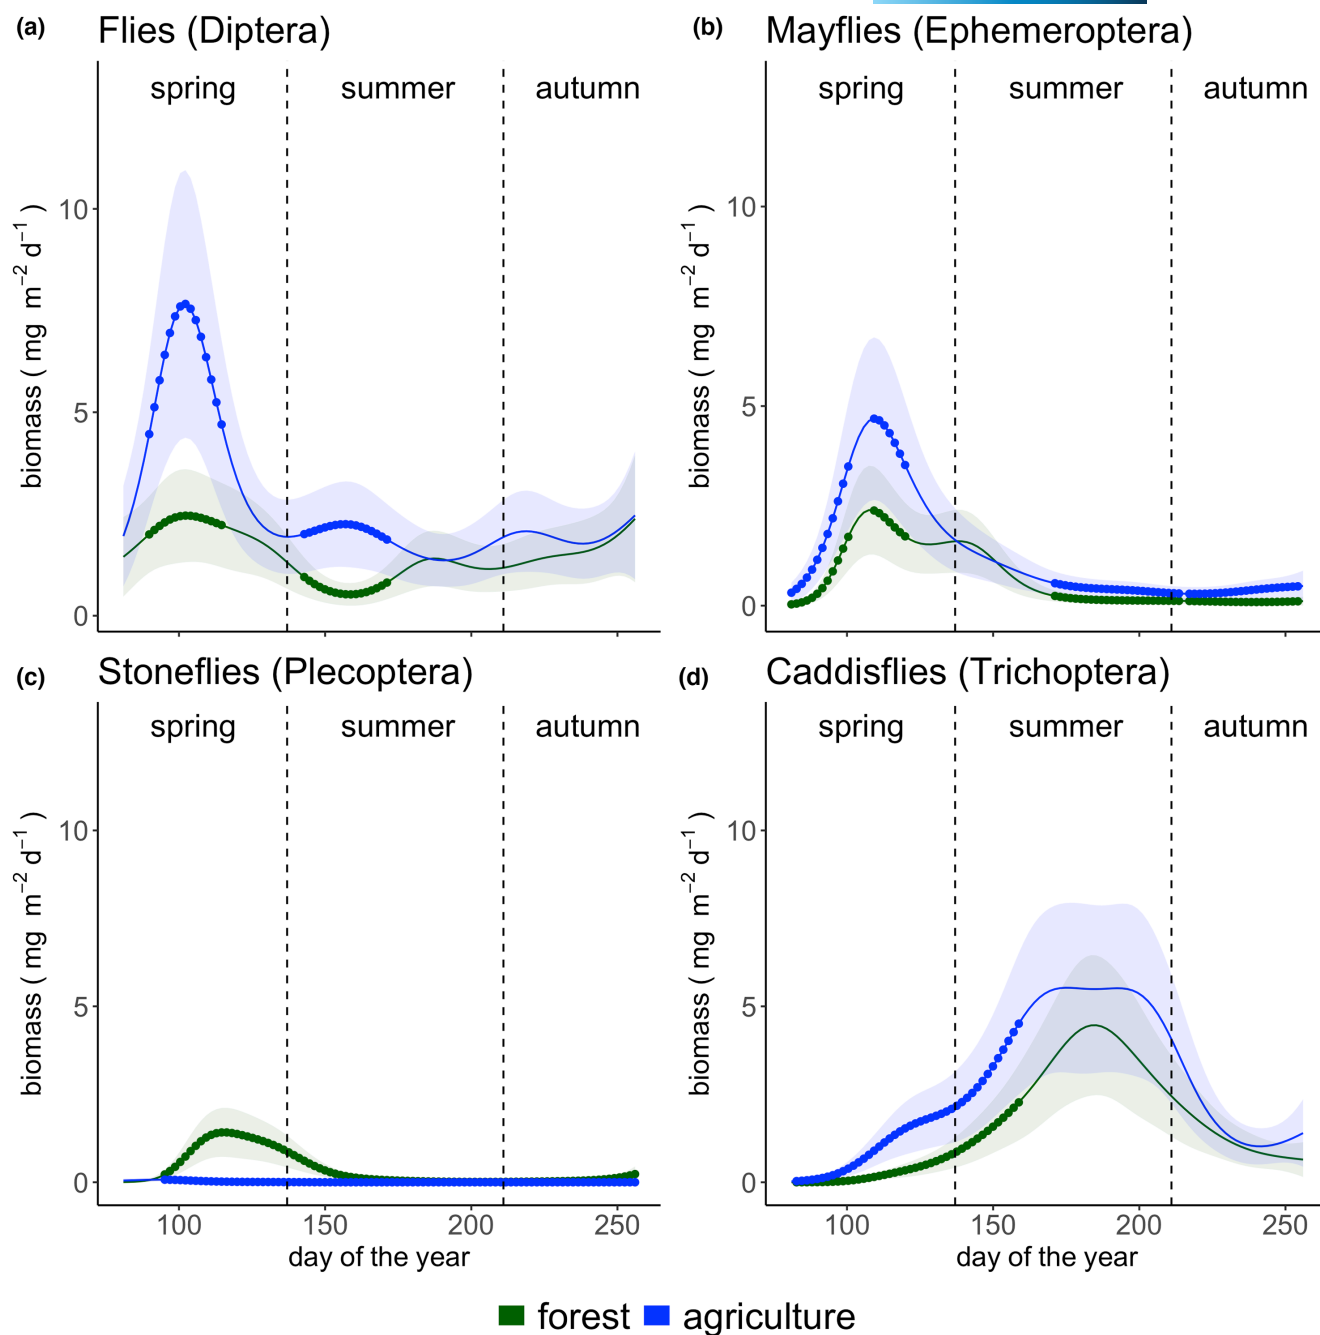 (a) Flies (Diptera)
spring summer autumn
10
5
0
biomass ( mg m−2 d−1 )
(b) Mayflies (Ephemeroptera)
spring summer autumn
10
5
0
biomass ( mg m−2 d−1 )
(c) Stoneflies (Plecoptera)
spring summer autumn
10
5
0
biomass ( mg m−2 d−1 )
100 150 200 250
day of the year
(d) Caddisflies (Trichoptera)
spring summer autumn
10
5
0
biomass ( mg m−2 d−1 )
100 150 200 250
day of the year
forest agriculture